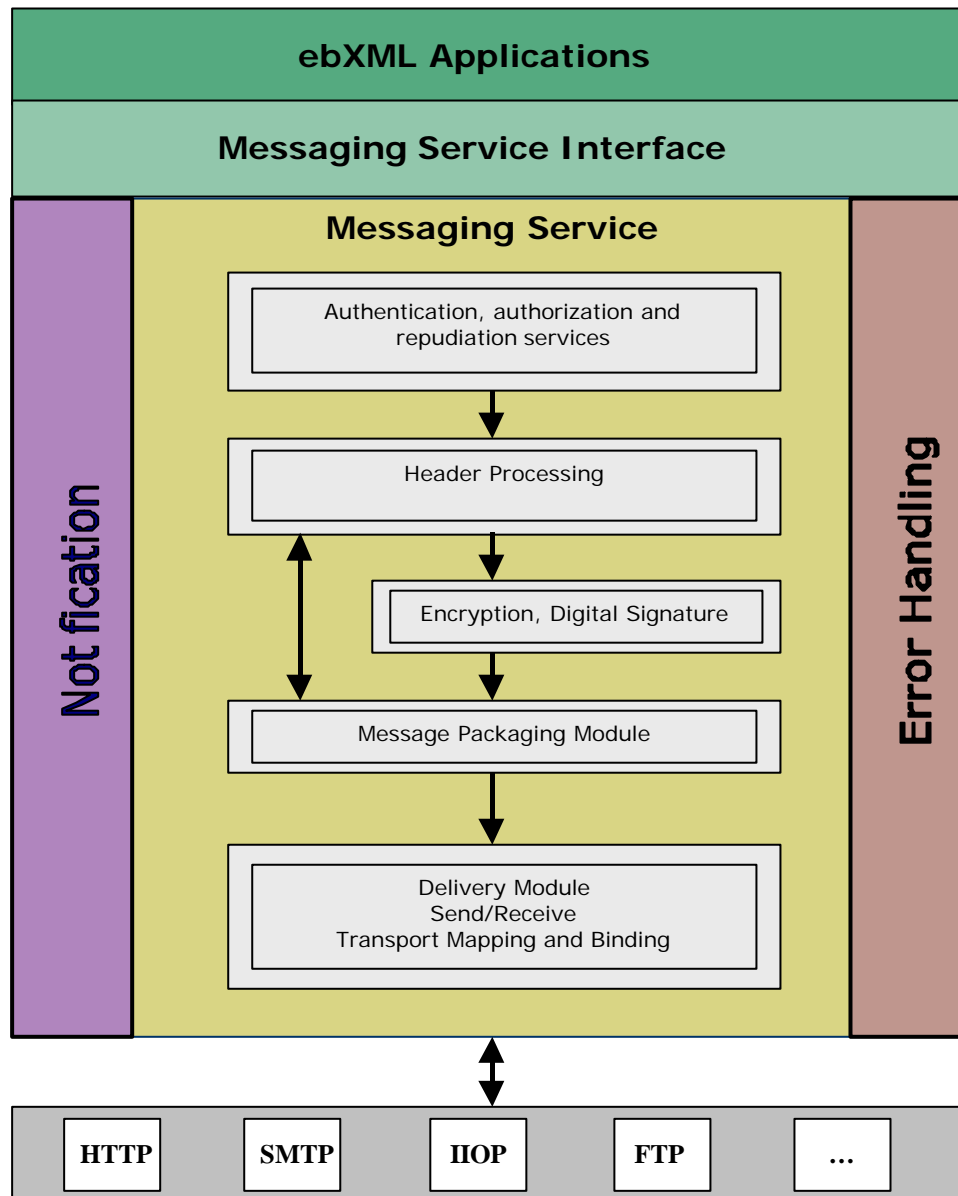 ebXML Applications
Messaging Service Interface
Messaging Service
Authentication, authorization and
repudiation services
Header Processing
Encryption, Digital Signature
Message Packaging Module
Delivery Module
Send/Receive
Transport Mapping and Binding
Not fication
Error Handling
HTTP
SMTP
IIOP
FTP
...